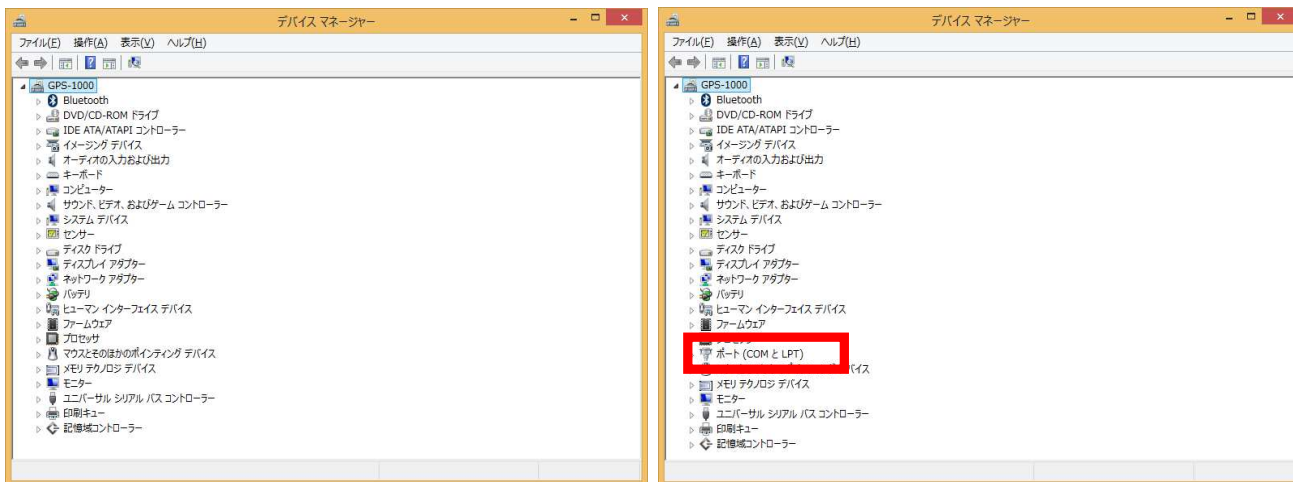 デバイス マネージャー
ファイル(F) 操作(A) 表示(V) ヘルプ(H)
GPS-1000
Bluetooth
DVD/CD-ROM ドライブ
IDE ATA/ATAPI コントローラー
イメージング デバイス
オーディオの入力および出力
キーボード
コンピューター
サウンド、ビデオ、およびゲーム コントローラー
システム デバイス
センサー
ディスク ドライブ
ディスプレイ アダプター
ネットワーク アダプター
バッテリ
ヒューマン インターフェイス デバイス
ファームウェア
プロセッサ
マウスとそのほかのポインティング デバイス
メモリ テクノロジ デバイス
モニター
ユニバーサル シリアル バス コントローラー
印刷キュー
記憶域コントローラー
デバイス マネージャー
ファイル(F) 操作(A) 表示(V) ヘルプ(H)
GPS-1000
Bluetooth
DVD/CD-ROM ドライブ
IDE ATA/ATAPI コントローラー
イメージング デバイス
オーディオの入力および出力
キーボード
コンピューター
サウンド、ビデオ、およびゲーム コントローラー
システム デバイス
センサー
ディスク ドライブ
ディスプレイ アダプター
ネットワーク アダプター
バッテリ
ヒューマン インターフェイス デバイス
ファームウェア
ポート (COM と LPT)
メモリ テクノロジ デバイス
モニター
ユニバーサル シリアル バス コントローラー
印刷キュー
記憶域コントローラー